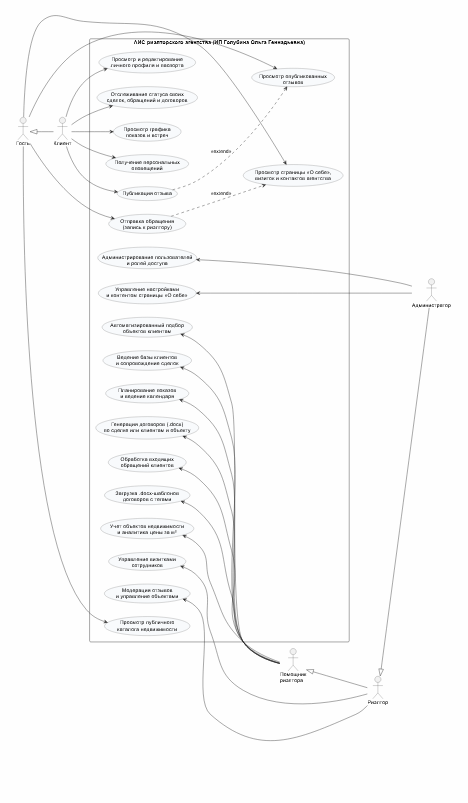 АИС риэлторского агентства (ИП Голубина Ольга Геннадьевна)
Просмотр и редактирование
личного профиля и паспорта
Просмотр опубликованных
отзывов
Отслеживание статуса своих
сделок, обращений и договоров
Гость
Клиент
Просмотр графика
показов и встреч
«extend»
Получение персональных
оповещений
Просмотр страницы «О себе»,
визиток и контактов агентства
Публикация отзыва
«extend»
Отправка обращения
(запись к риэлтору)
Администрирование пользователей
и ролей доступа
Управление настройками
и контентом страницы «О себе»
Администратор
Автоматизированный подбор
объектов клиентам
Ведение базы клиентов
и сопровождение сделок
Планирование показов
и ведение календаря
Генерация договоров (.docx)
по сделке или клиентам и объекту
Обработка входящих
обращений клиентов
Загрузка .docx-шаблонов
договоров с тегами
Учет объектов недвижимости
и аналитика цены за м²
Управление визитками
сотрудников
Модерация отзывов
и управление объектами
Просмотр публичного
каталога недвижимости
Помощник
риэлтора
Риэлтор